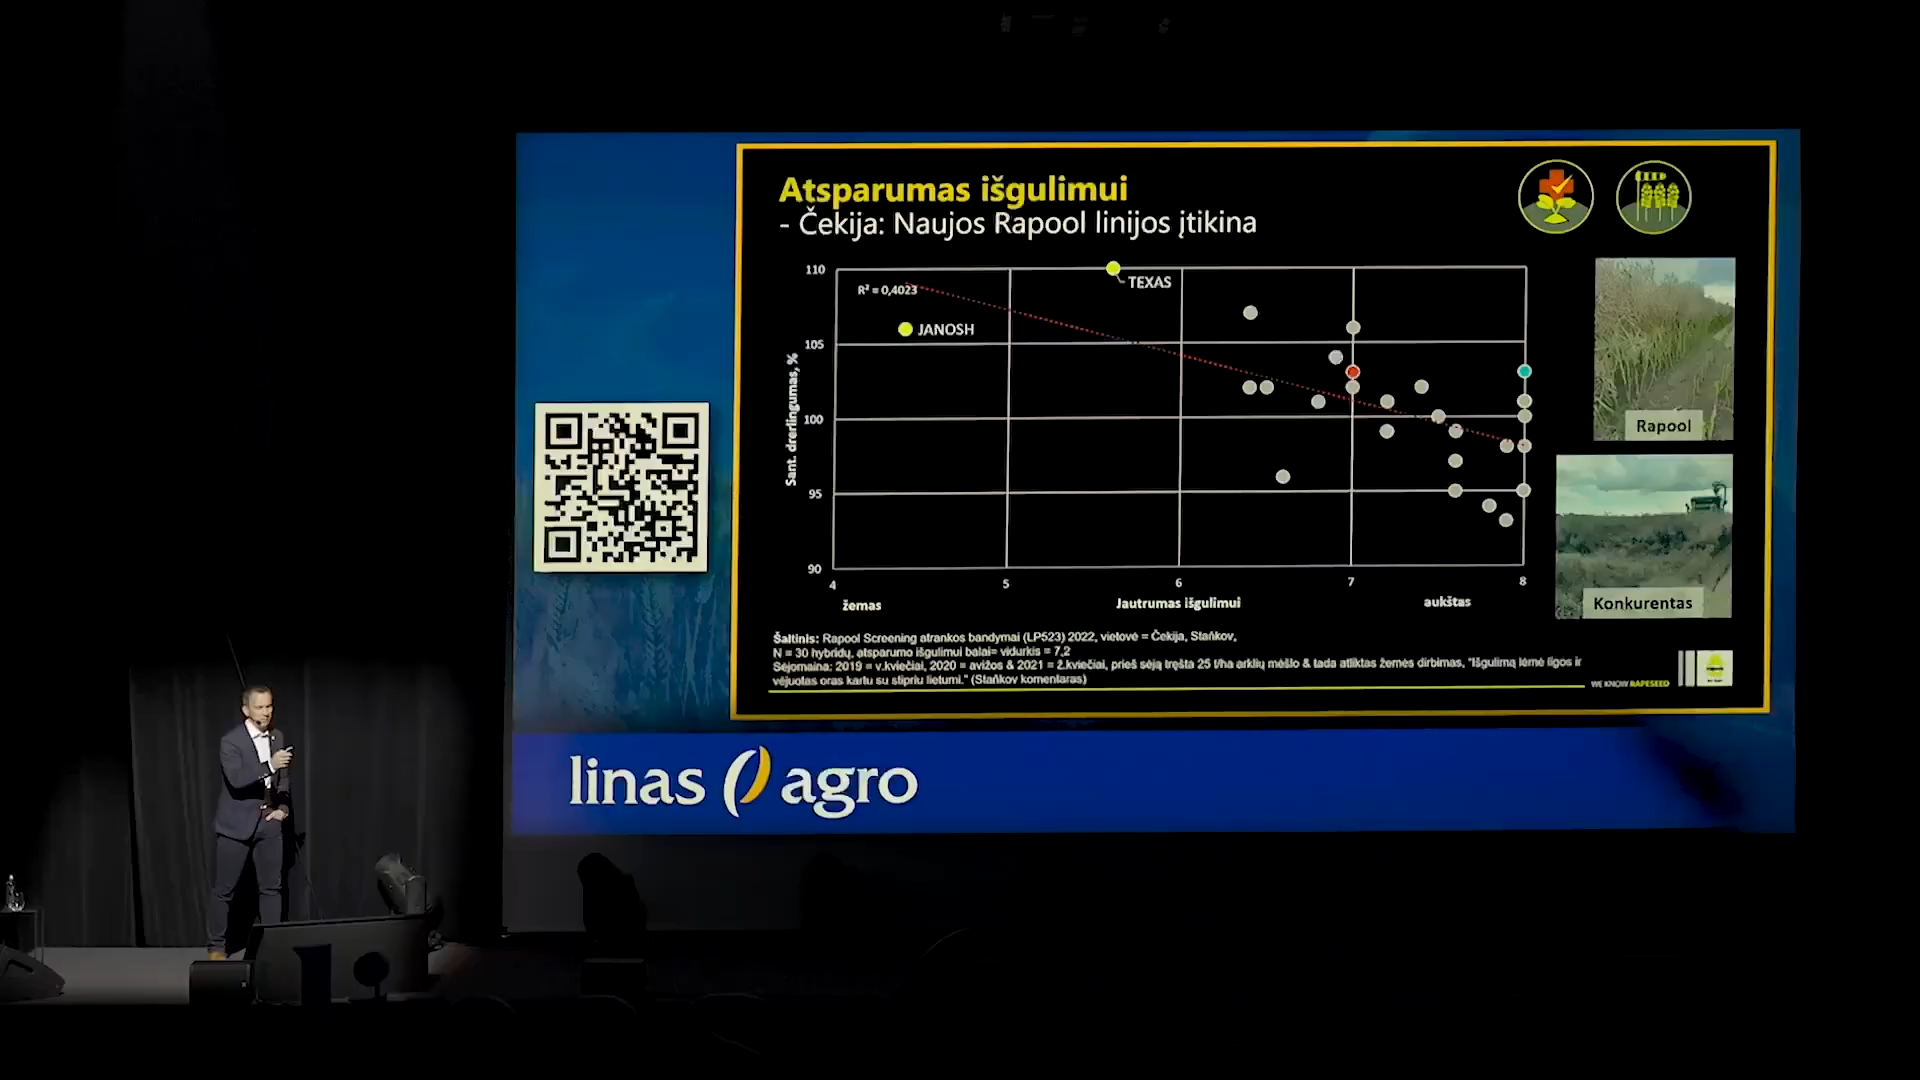 Atsparumas išgulimui
- Čekija: Naujos Rapool linijos įtikina
110
R² = 0,4023
TEXAS
JANOSH
105
100
95
90
Sant. drerlingumas, %
4
5
6
7
8
žemas
Jautrumas išgulimui
aukštas
Rapool
Konkurentas
Šaltinis: Rapool Screening atrankos bandymai (LP523) 2022, vietovė = Čekija, Staňkov,
N = 30 hybridų, atsparumo išgulimui balai= vidurkis = 7,2
Sėjomaina: 2019 = v.kviečiai, 2020 = avižos & 2021 = ž.kviečiai, prieš sėją tręšta 25 t/ha arklių mėšlo & tada atliktas žemės dirbimas, "Išgulimą lėmė ligos ir
vėjuotas oras kartu su stipriu lietumi." (Staňkov komentaras)
WE KNOW RAPESEED
linas agro